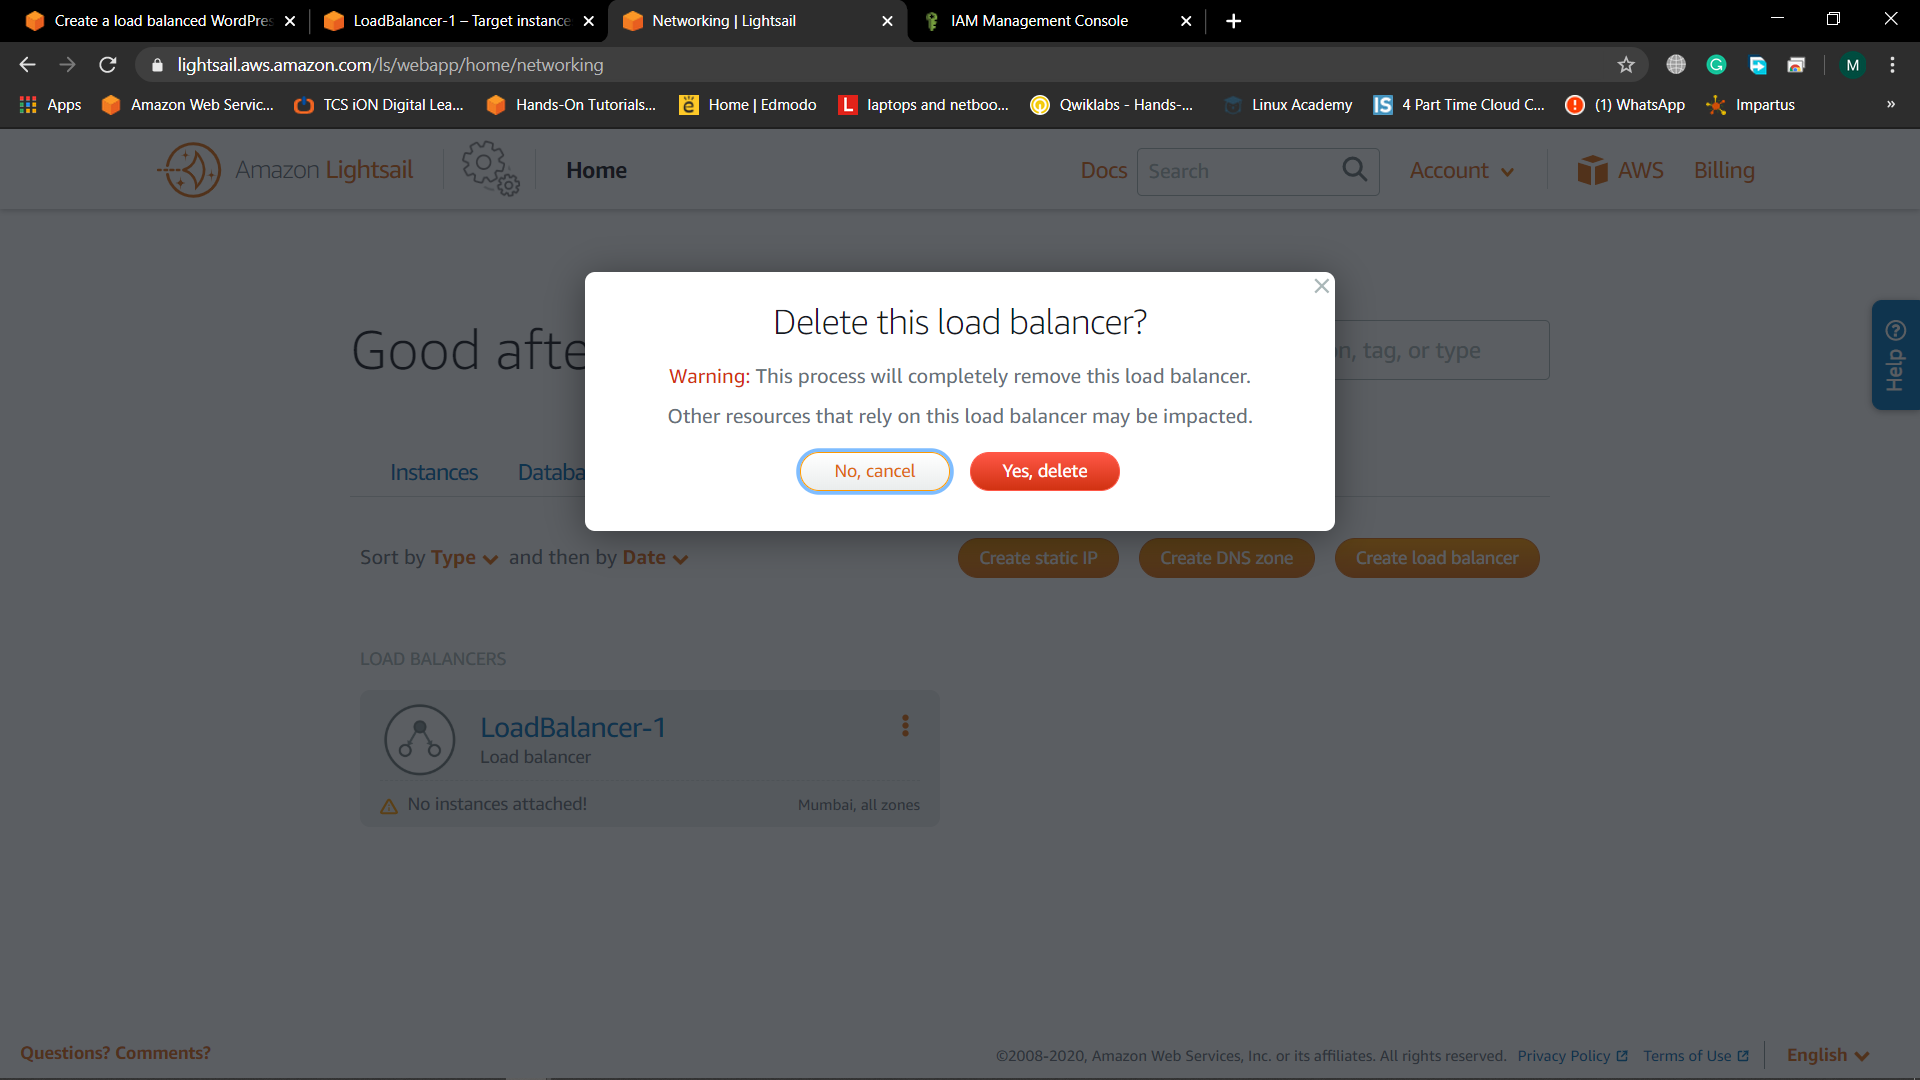 Create a load balanced WordPres
LoadBalancer-1 – Target instance
Networking | Lightsail
IAM Management Console
lightsail.aws.amazon.com/ls/webapp/home/networking
M
Apps
Amazon Web Servic...
TCS iON Digital Lea...
Hands-On Tutorials...
Home | Edmodo
laptops and netboo...
Qwiklabs - Hands-...
Linux Academy
4 Part Time Cloud C...
(1) WhatsApp
Impartus
»
Amazon Lightsail
Home
Docs
Search
Account
AWS
Billing
Delete this load balancer?
Good afte
n, tag, or type
Help
Warning: This process will completely remove this load balancer.
Other resources that rely on this load balancer may be impacted.
No, cancel
Yes, delete
Instances
Databa
Sort by Type and then by Date
Create static IP
Create DNS zone
Create load balancer
LOAD BALANCERS
LoadBalancer-1
Load balancer
No instances attached!
Mumbai, all zones
Questions? Comments?
©2008-2020, Amazon Web Services, Inc. or its affiliates. All rights reserved.
Privacy Policy
Terms of Use
English